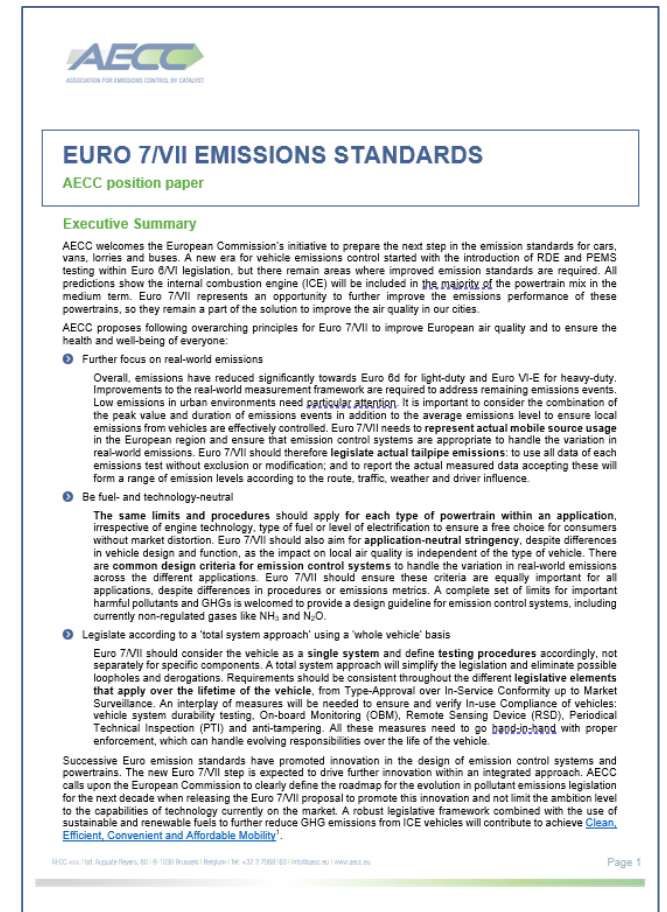 AECC
ASSOCIATION FOR EMISSIONS CONTROL BY CATALYST
EURO 7/VII EMISSIONS STANDARDS
AECC position paper
Executive Summary
AECC welcomes the European Commission's initiative to prepare the next step in the emission standards for cars,
vans, lorries and buses. A new era for vehicle emissions control started with the introduction of RDE and PEMS
testing within Euro 6/VI legislation, but there remain areas where improved emission standards are required. All
predictions show the internal combustion engine (ICE) will be included in the majority of the powertrain mix in the
medium term. Euro 7/VII represents an opportunity to further improve the emissions performance of these
powertrains, so they remain a part of the solution to improve the air quality in our cities.
AECC proposes following overarching principles for Euro 7/VII to improve European air quality and to ensure the
health and well-being of everyone:
Further focus on real-world emissions
Overall, emissions have reduced significantly towards Euro 6d for light-duty and Euro VI-E for heavy-duty.
Improvements to the real-world measurement framework are required to address remaining emissions events.
Low emissions in urban environments need particular attention. It is important to consider the combination of
the peak value and duration of emissions events in addition to the average emissions level to ensure local
emissions from vehicles are effectively controlled. Euro 7/VII needs to represent actual mobile source usage
in the European region and ensure that emission control systems are appropriate to handle the variation in
real-world emissions. Euro 7/VII should therefore legislate actual tailpipe emissions: to use all data of each
emissions test without exclusion or modification; and to report the actual measured data accepting these will
form a range of emission levels according to the route, traffic, weather and driver influence.
Be fuel- and technology-neutral
The same limits and procedures should apply for each type of powertrain within an application,
irrespective of engine technology, type of fuel or level of electrification to ensure a free choice for consumers
without market distortion. Euro 7/VII should also aim for application-neutral stringency, despite differences
in vehicle design and function, as the impact on local air quality is independent of the type of vehicle. There
are common design criteria for emission control systems to handle the variation in real-world emissions
across the different applications. Euro 7/VII should ensure these criteria are equally important for all
applications, despite differences in procedures or emissions metrics. A complete set of limits for important
harmful pollutants and GHGs is welcomed to provide a design guideline for emission control systems, including
currently non-regulated gases like NH₃ and N₂O.
Legislate according to a 'total system approach' using a 'whole vehicle' basis
Euro 7/VII should consider the vehicle as a single system and define testing procedures accordingly, not
separately for specific components. A total system approach will simplify the legislation and eliminate possible
loopholes and derogations. Requirements should be consistent throughout the different legislative elements
that apply over the lifetime of the vehicle, from Type-Approval over In-Service Conformity up to Market
Surveillance. An interplay of measures will be needed to ensure and verify In-use Compliance of vehicles:
vehicle system durability testing, On-board Monitoring (OBM), Remote Sensing Device (RSD), Periodical
Technical Inspection (PTI) and anti-tampering. All these measures need to go hand-in-hand with proper
enforcement, which can handle evolving responsibilities over the life of the vehicle.
Successive Euro emission standards have promoted innovation in the design of emission control systems and
powertrains. The new Euro 7/VII step is expected to drive further innovation within an integrated approach. AECC
calls upon the European Commission to clearly define the roadmap for the evolution in pollutant emissions legislation
for the next decade when releasing the Euro 7/VII proposal to promote this innovation and not limit the ambition level
to the capabilities of technology currently on the market. A robust legislative framework combined with the use of
sustainable and renewable fuels to further reduce GHG emissions from ICE vehicles will contribute to achieve Clean,
Efficient, Convenient and Affordable Mobility¹.
AECC | bd. Auguste Reyers, 80 | B-1030 Brussels | Belgium | Tel: +32 2 7068160 | info@aecc.eu | www.aecc.eu
Page 1